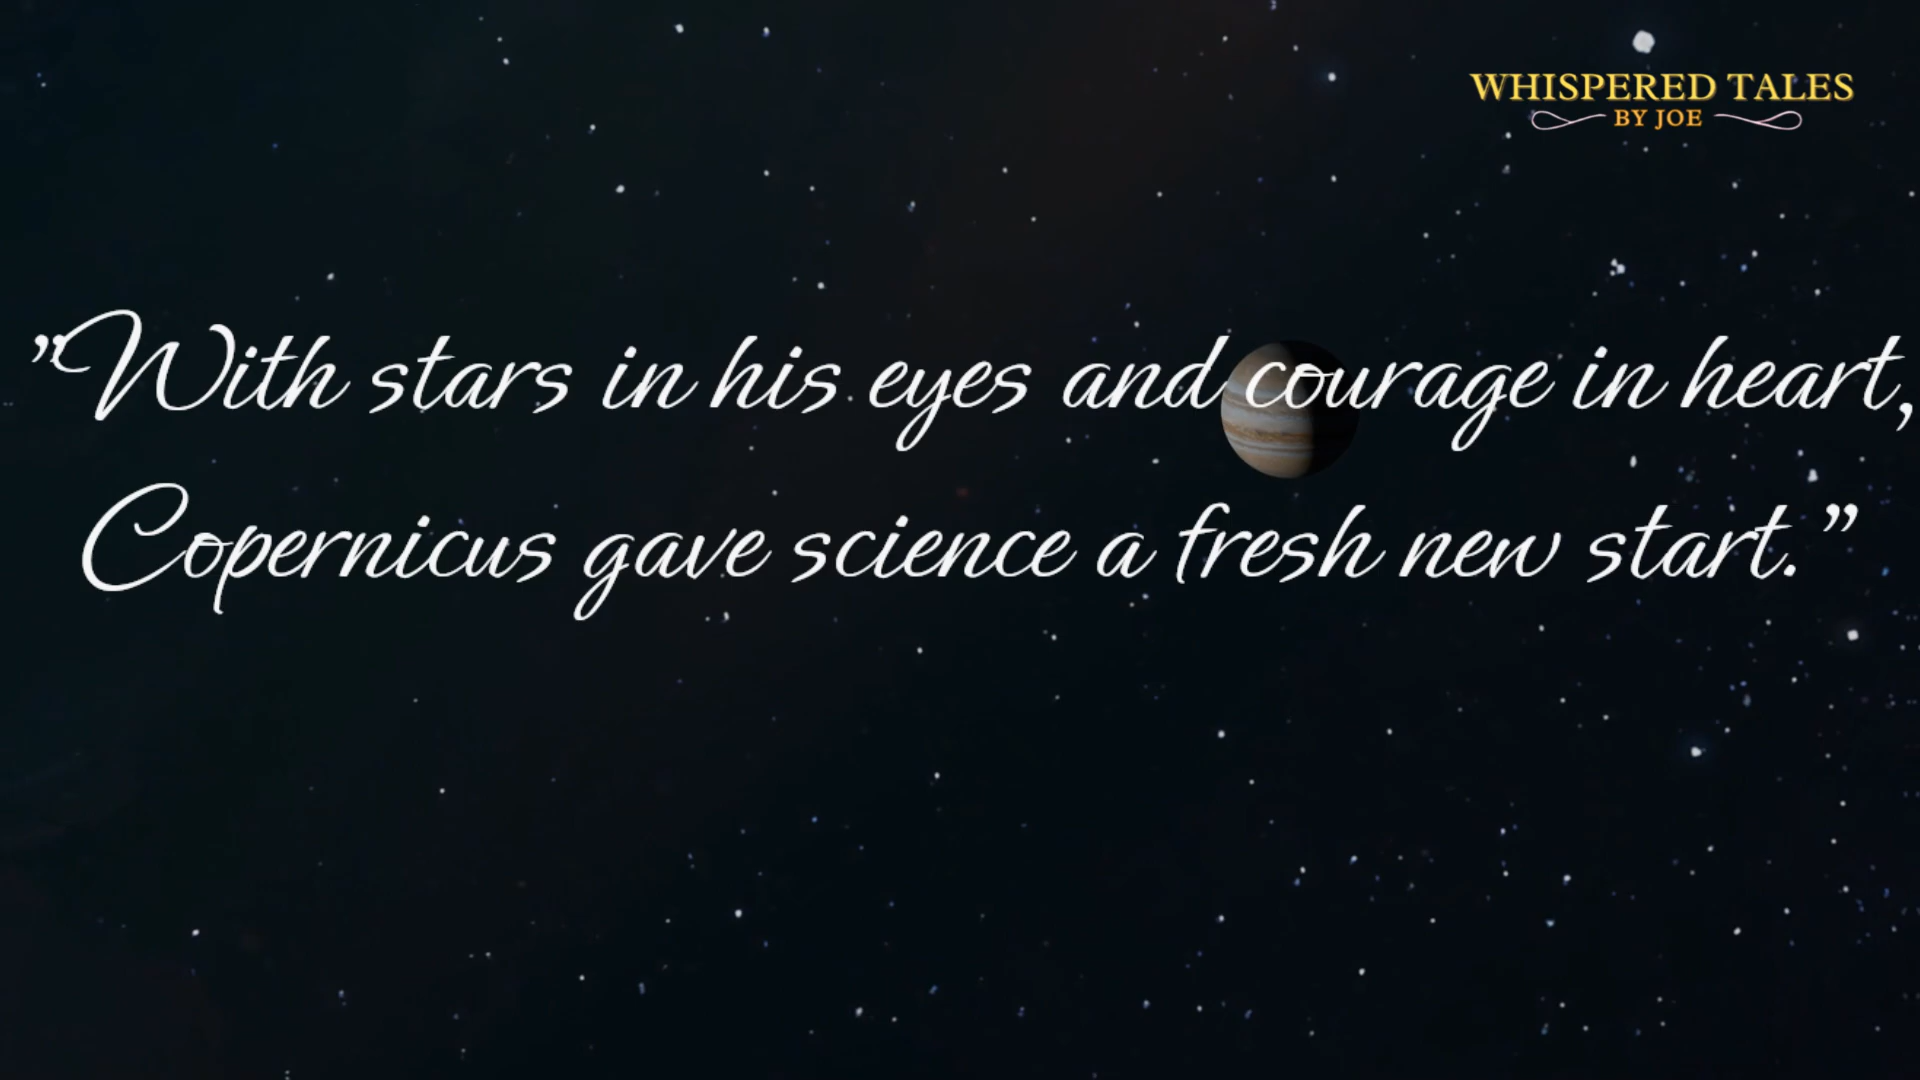 WHISPERED TALES
BY JOE
”With stars in his eyes and courage in heart,
Copernicus gave science a fresh new start.”